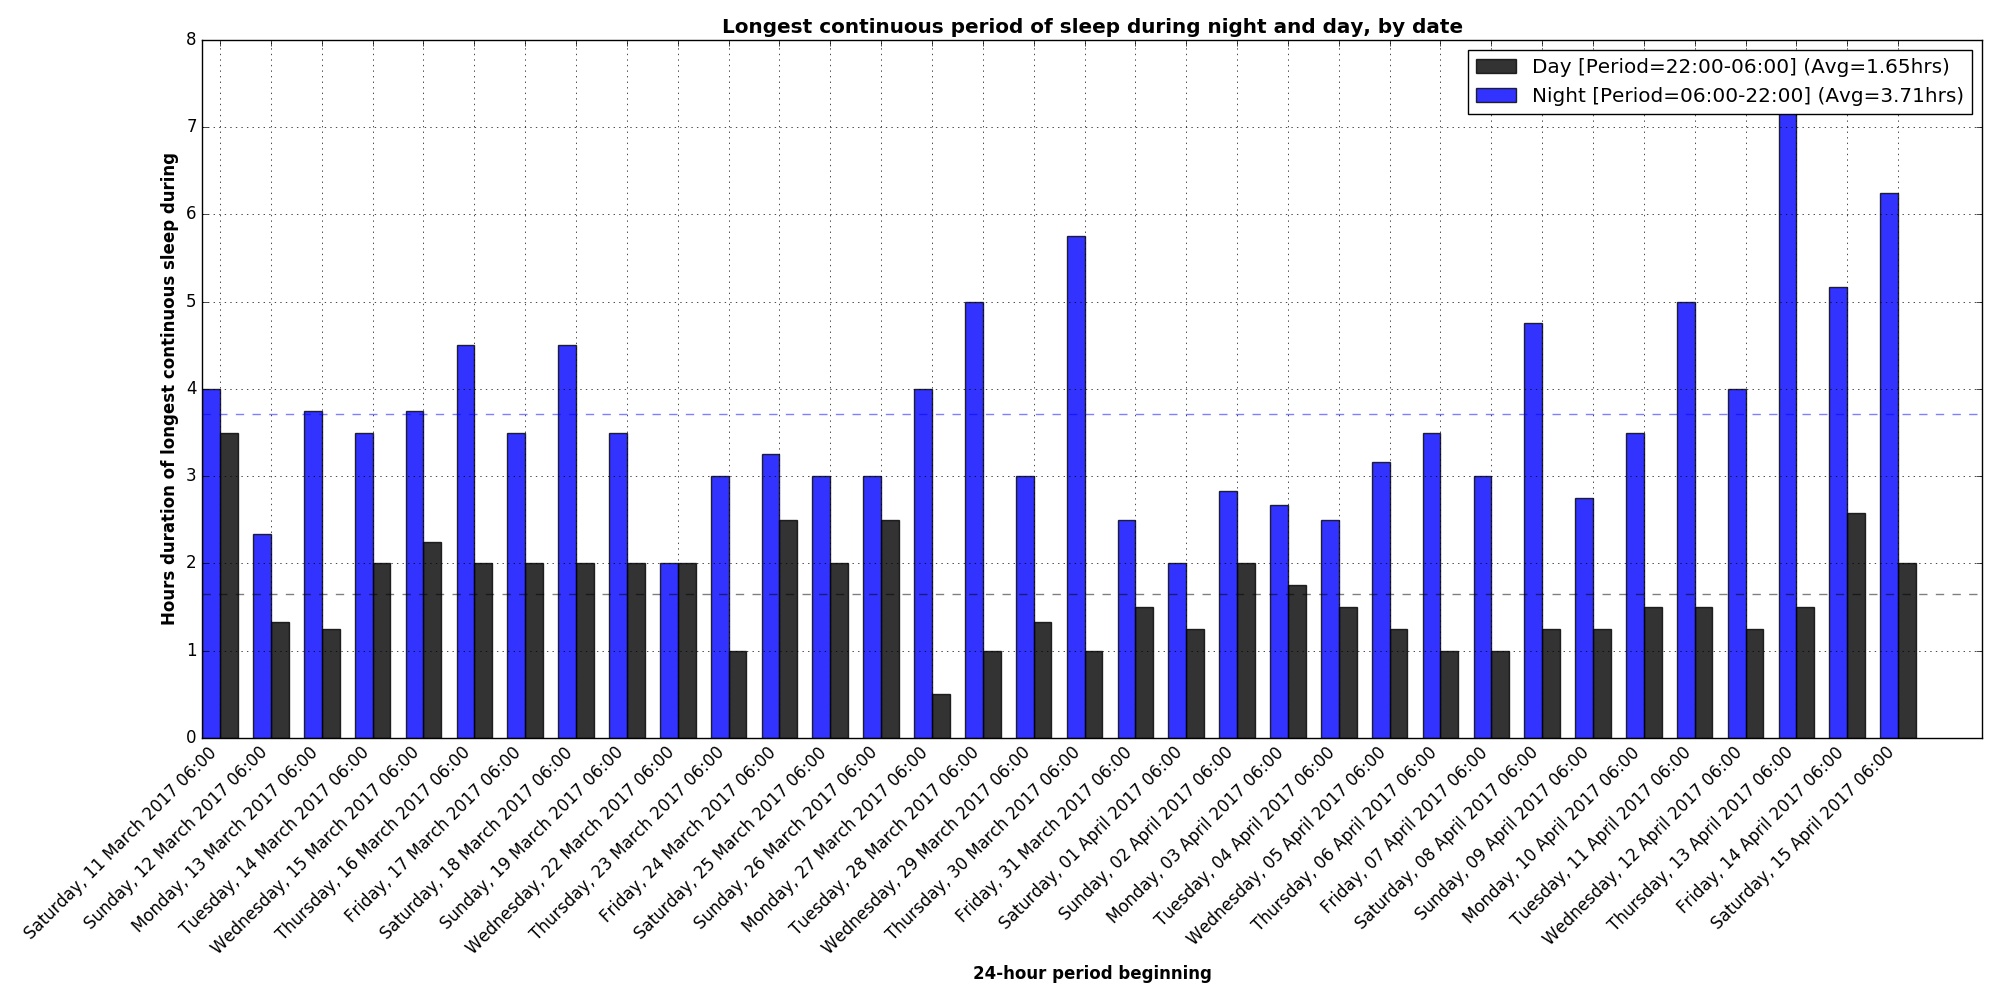 Longest continuous period of sleep during night and day, by date
Day [Period=22:00-06:00] (Avg=1.65hrs)
Night [Period=06:00-22:00] (Avg=3.71hrs)
Hours duration of longest continuous sleep during
8
7
6
5
4
3
2
1
0
Saturday, 11 March 2017 06:00
Sunday, 12 March 2017 06:00
Monday, 13 March 2017 06:00
Tuesday, 14 March 2017 06:00
Wednesday, 15 March 2017 06:00
Thursday, 16 March 2017 06:00
Friday, 17 March 2017 06:00
Saturday, 18 March 2017 06:00
Sunday, 19 March 2017 06:00
Wednesday, 22 March 2017 06:00
Thursday, 23 March 2017 06:00
Friday, 24 March 2017 06:00
Saturday, 25 March 2017 06:00
Sunday, 26 March 2017 06:00
Monday, 27 March 2017 06:00
Tuesday, 28 March 2017 06:00
Wednesday, 29 March 2017 06:00
Thursday, 30 March 2017 06:00
Friday, 31 March 2017 06:00
Saturday, 01 April 2017 06:00
Sunday, 02 April 2017 06:00
Monday, 03 April 2017 06:00
Tuesday, 04 April 2017 06:00
Wednesday, 05 April 2017 06:00
Thursday, 06 April 2017 06:00
Friday, 07 April 2017 06:00
Saturday, 08 April 2017 06:00
Sunday, 09 April 2017 06:00
Monday, 10 April 2017 06:00
Tuesday, 11 April 2017 06:00
Wednesday, 12 April 2017 06:00
Thursday, 13 April 2017 06:00
Friday, 14 April 2017 06:00
Saturday, 15 April 2017 06:00
24-hour period beginning